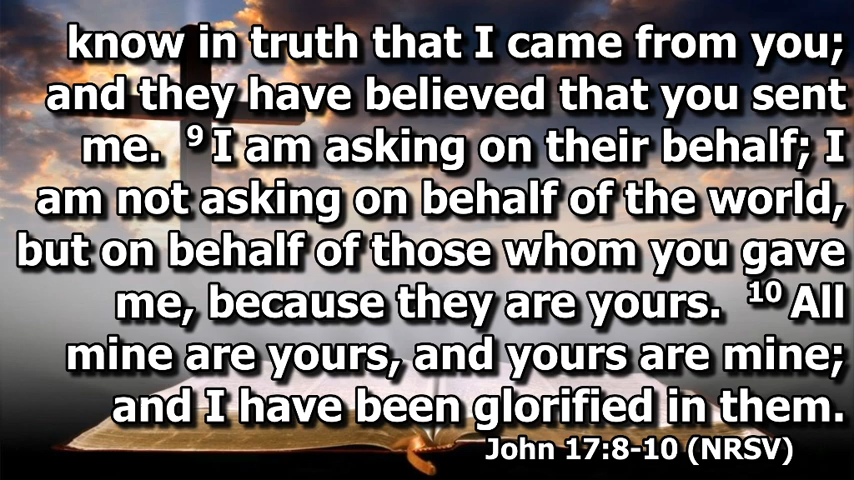 know in truth that I came from you;
and they have believed that you sent
me. ⁹ I am asking on their behalf; I
am not asking on behalf of the world,
but on behalf of those whom you gave
me, because they are yours. ¹⁰ All
mine are yours, and yours are mine;
and I have been glorified in them.
John 17:8-10 (NRSV)